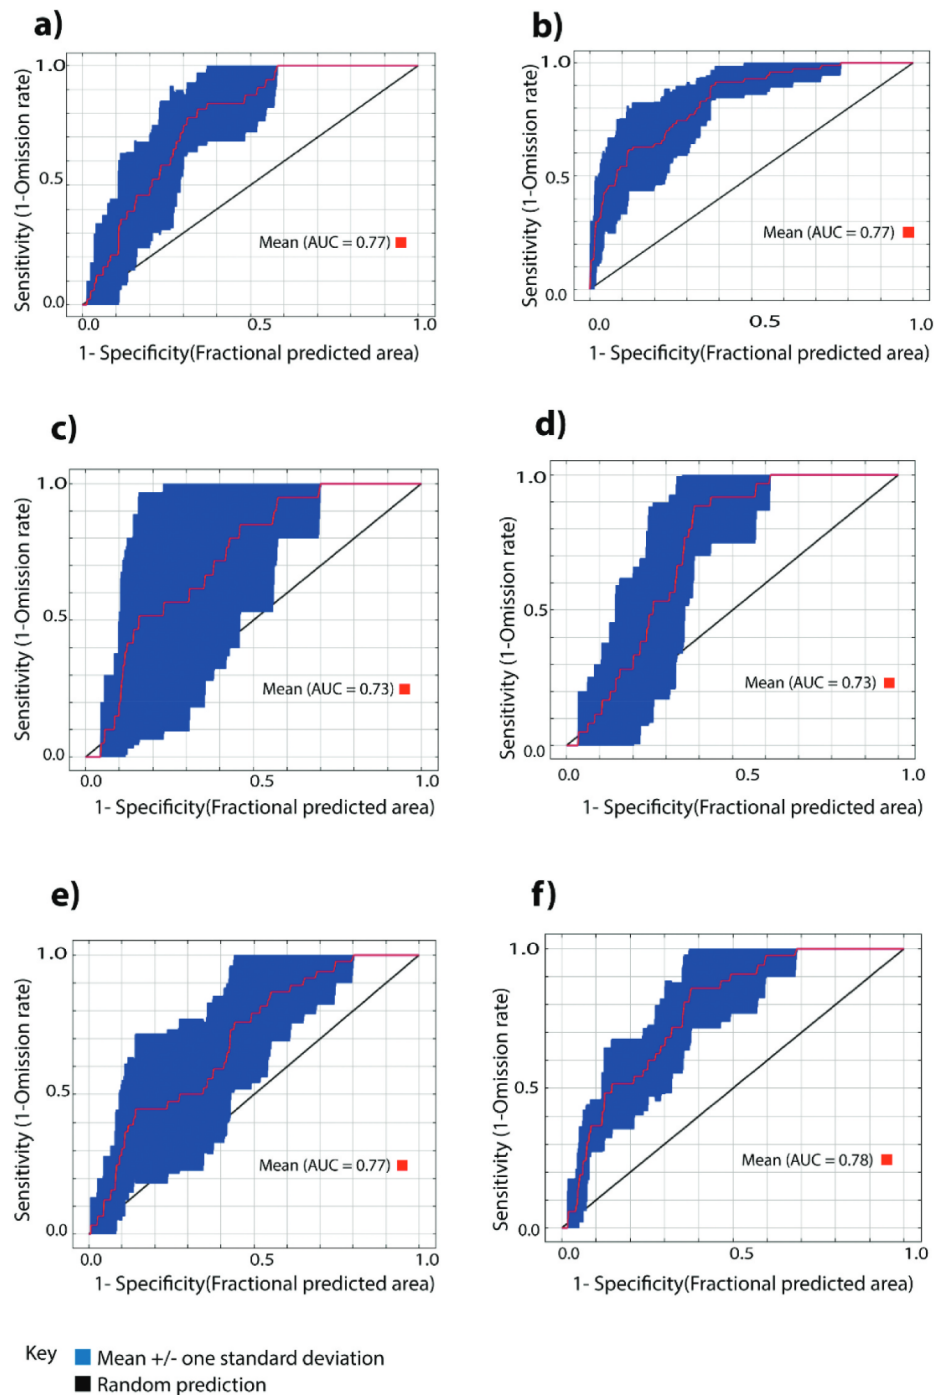 a)
Sensitivity (1-Omission rate)
1.0
0.5
0.0
Mean (AUC = 0.77)
0.0 0.5 1.0
1- Specificity(Fractional predicted area)
b)
Sensitivity (1-Omission rate)
1.0
0.5
0.0
Mean (AUC = 0.77)
0.0 0.5 1.0
1- Specificity(Fractional predicted area)
c)
Sensitivity (1-Omission rate)
1.0
0.5
0.0
Mean (AUC = 0.73)
0.0 0.5 1.0
1- Specificity(Fractional predicted area)
d)
Sensitivity (1-Omission rate)
1.0
0.5
0.0
Mean (AUC = 0.73)
0.0 0.5 1.0
1- Specificity(Fractional predicted area)
e)
Sensitivity (1-Omission rate)
1.0
0.5
0.0
Mean (AUC = 0.77)
0.0 0.5 1.0
1- Specificity(Fractional predicted area)
f)
Sensitivity (1-Omission rate)
1.0
0.5
0.0
Mean (AUC = 0.78)
0.0 0.5 1.0
1- Specificity(Fractional predicted area)
Key
Mean +/- one standard deviation
Random prediction